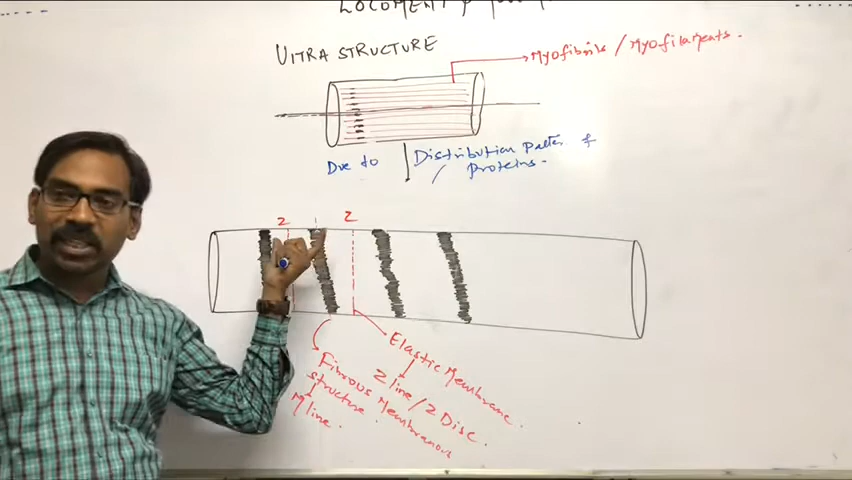 ULTRA STRUCTURE
Myofibrils / Myofilaments.
Due to
Distribution patter of
proteins.
Z
Z
Elastic Membrane
Z line / Z Disc.
Fibrous Membranous
structure
M line.